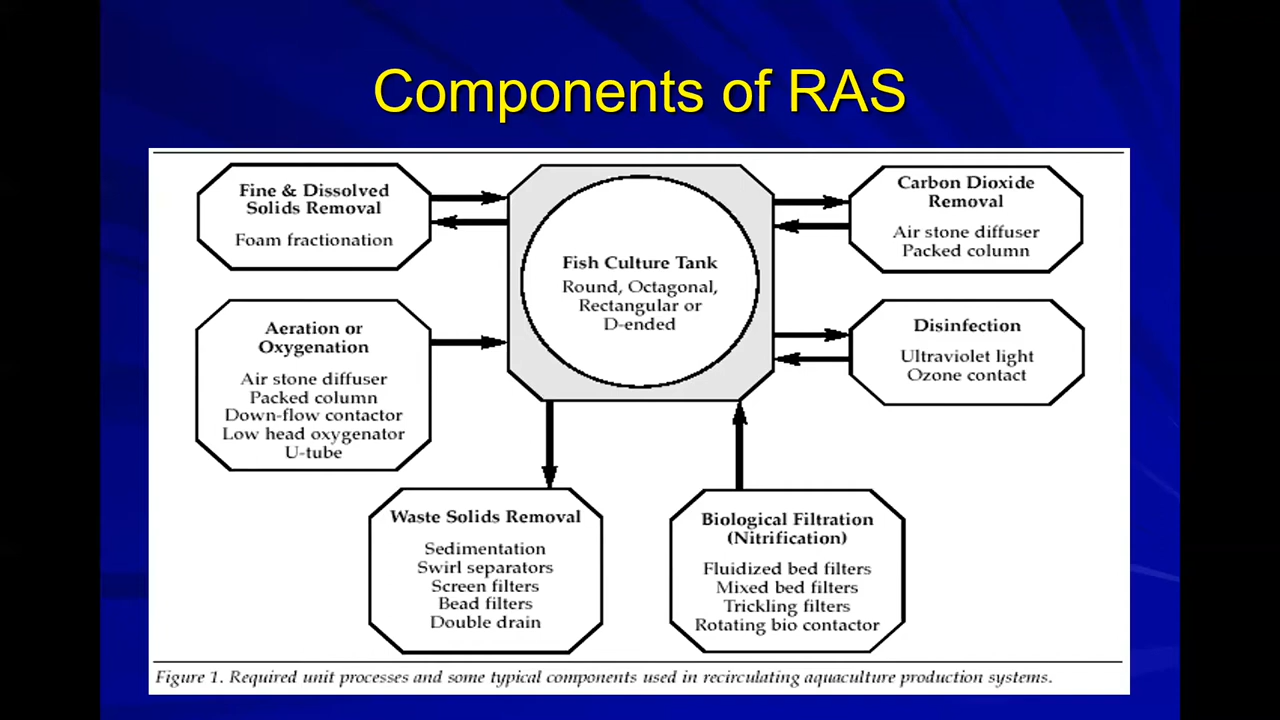 Components of RAS
Fine & Dissolved
Solids Removal
Foam fractionation
Carbon Dioxide
Removal
Air stone diffuser
Packed column
Fish Culture Tank
Round, Octagonal,
Rectangular or
D-ended
Aeration or
Oxygenation
Air stone diffuser
Packed column
Down-flow contactor
Low head oxygenator
U-tube
Disinfection
Ultraviolet light
Ozone contact
Waste Solids Removal
Sedimentation
Swirl separators
Screen filters
Bead filters
Double drain
Biological Filtration
(Nitrification)
Fluidized bed filters
Mixed bed filters
Trickling filters
Rotating bio contactor
Figure 1. Required unit processes and some typical components used in recirculating aquaculture production systems.